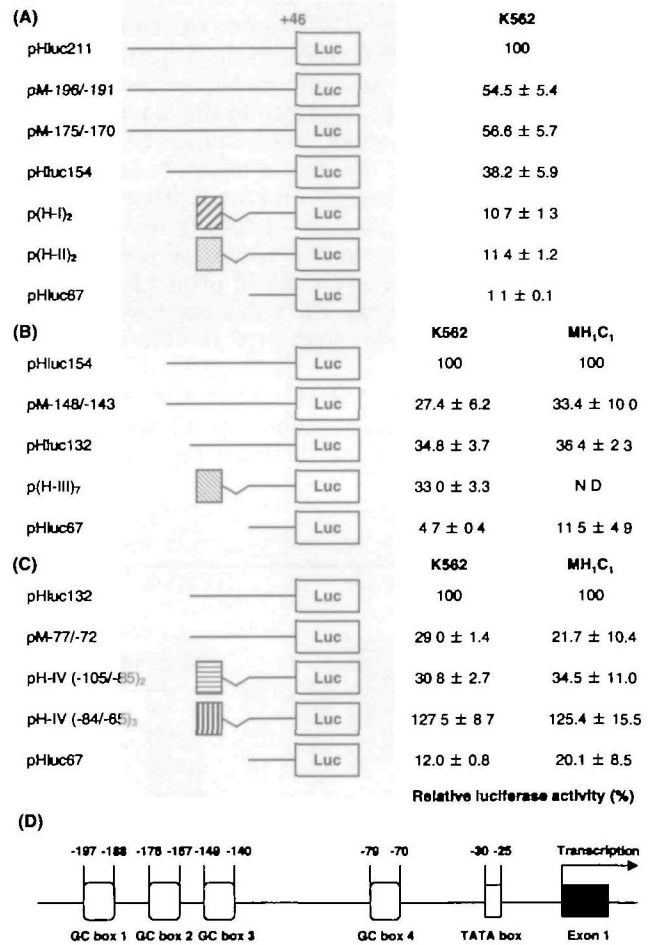 (A) +46 K562
pHluc211 Luc 100
pM-196/-191 Luc 54.5 ± 5.4
pM-175/-170 Luc 56.6 ± 5.7
pHluc154 Luc 38.2 ± 5.9
p(H-I)₂ Luc 10 7 ± 1 3
p(H-II)₂ Luc 11 4 ± 1.2
pHluc67 Luc 1 1 ± 0.1
(B) K562 MH₁C₁
pHluc154 Luc 100 100
pM-148/-143 Luc 27.4 ± 6.2 33.4 ± 10 0
pHluc132 Luc 34.8 ± 3.7 36 4 ± 2 3
p(H-III)₇ Luc 33 0 ± 3.3 N D
pHluc67 Luc 4 7 ± 0 4 11 5 ± 4 9
(C) K562 MH₁C₁
pHluc132 Luc 100 100
pM-77/-72 Luc 29 0 ± 1.4 21.7 ± 10.4
pH-IV (-105/-85)₂ Luc 30 8 ± 2.7 34.5 ± 11.0
pH-IV (-84/-65)₃ Luc 127 5 ± 8 7 125.4 ± 15.5
pHluc67 Luc 12.0 ± 0.8 20.1 ± 8.5
Relative luciferase activity (%)
(D)
-197 -188 -176 -167 -149 -140 -79 -70 -30 -25 Transcription
GC box 1 GC box 2 GC box 3 GC box 4 TATA box Exon 1